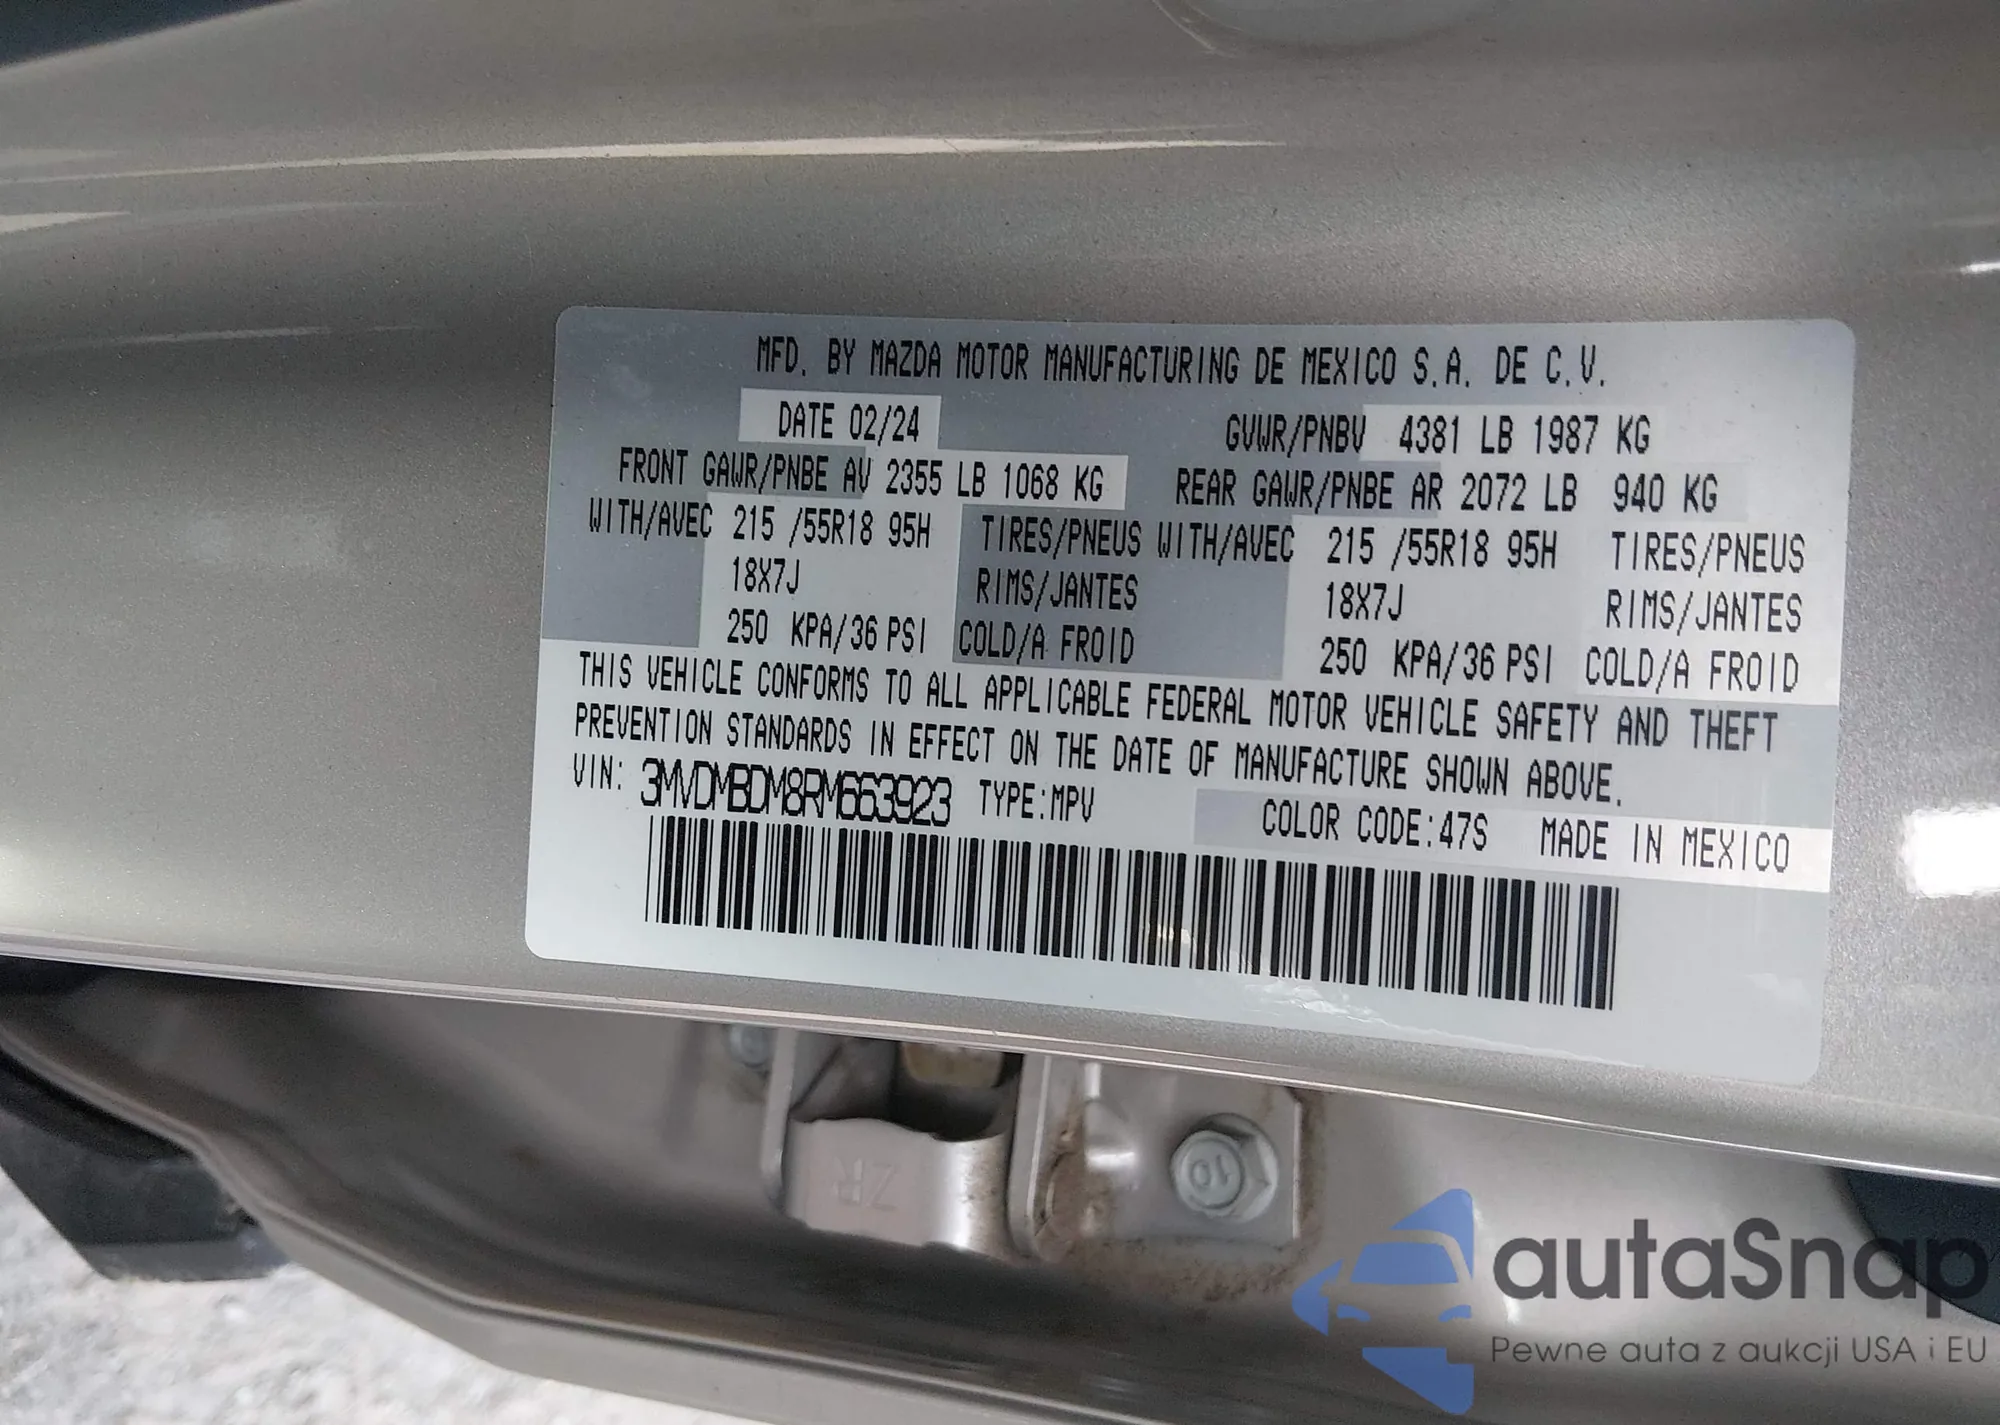 MFD. BY MAZDA MOTOR MANUFACTURING DE MEXICO S.A. DE C.V.
DATE 02/24 GVWR/PNBV 4381 LB 1987 KG
FRONT GAWR/PNBE AV 2355 LB 1068 KG REAR GAWR/PNBE AR 2072 LB 940 KG
WITH/AVEC 215 /55R18 95H TIRES/PNEUS WITH/AVEC 215 /55R18 95H TIRES/PNEUS
18X7J RIMS/JANTES 18X7J RIMS/JANTES
250 KPA/36 PSI COLD/A FROID 250 KPA/36 PSI COLD/A FROID
THIS VEHICLE CONFORMS TO ALL APPLICABLE FEDERAL MOTOR VEHICLE SAFETY AND THEFT
PREVENTION STANDARDS IN EFFECT ON THE DATE OF MANUFACTURE SHOWN ABOVE.
VIN: 3MVDMBDM8RM663923 TYPE:MPV COLOR CODE:47S MADE IN MEXICO
ZR
10
autaSnap
Pewne auta z aukcji USA i EU